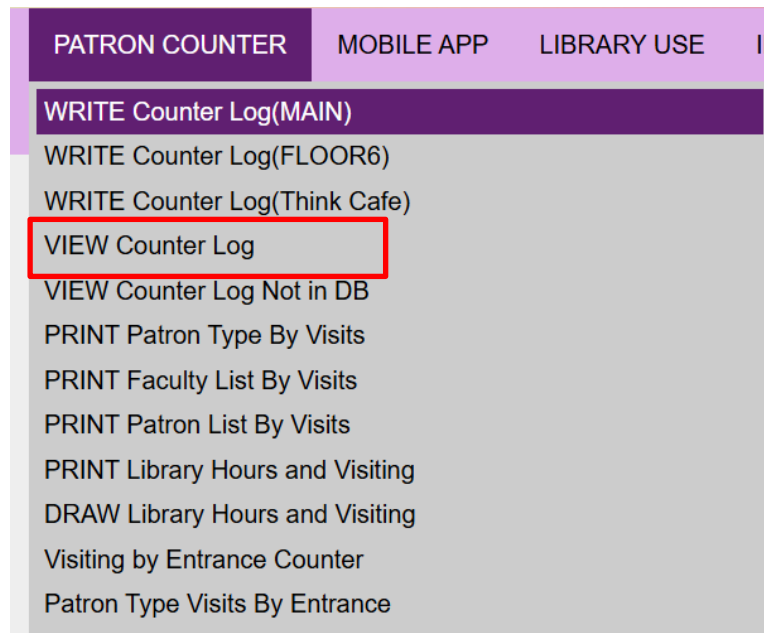 PATRON COUNTER MOBILE APP LIBRARY USE
WRITE Counter Log(MAIN)
WRITE Counter Log(FLOOR6)
WRITE Counter Log(Think Cafe)
VIEW Counter Log
VIEW Counter Log Not in DB
PRINT Patron Type By Visits
PRINT Faculty List By Visits
PRINT Patron List By Visits
PRINT Library Hours and Visiting
DRAW Library Hours and Visiting
Visiting by Entrance Counter
Patron Type Visits By Entrance